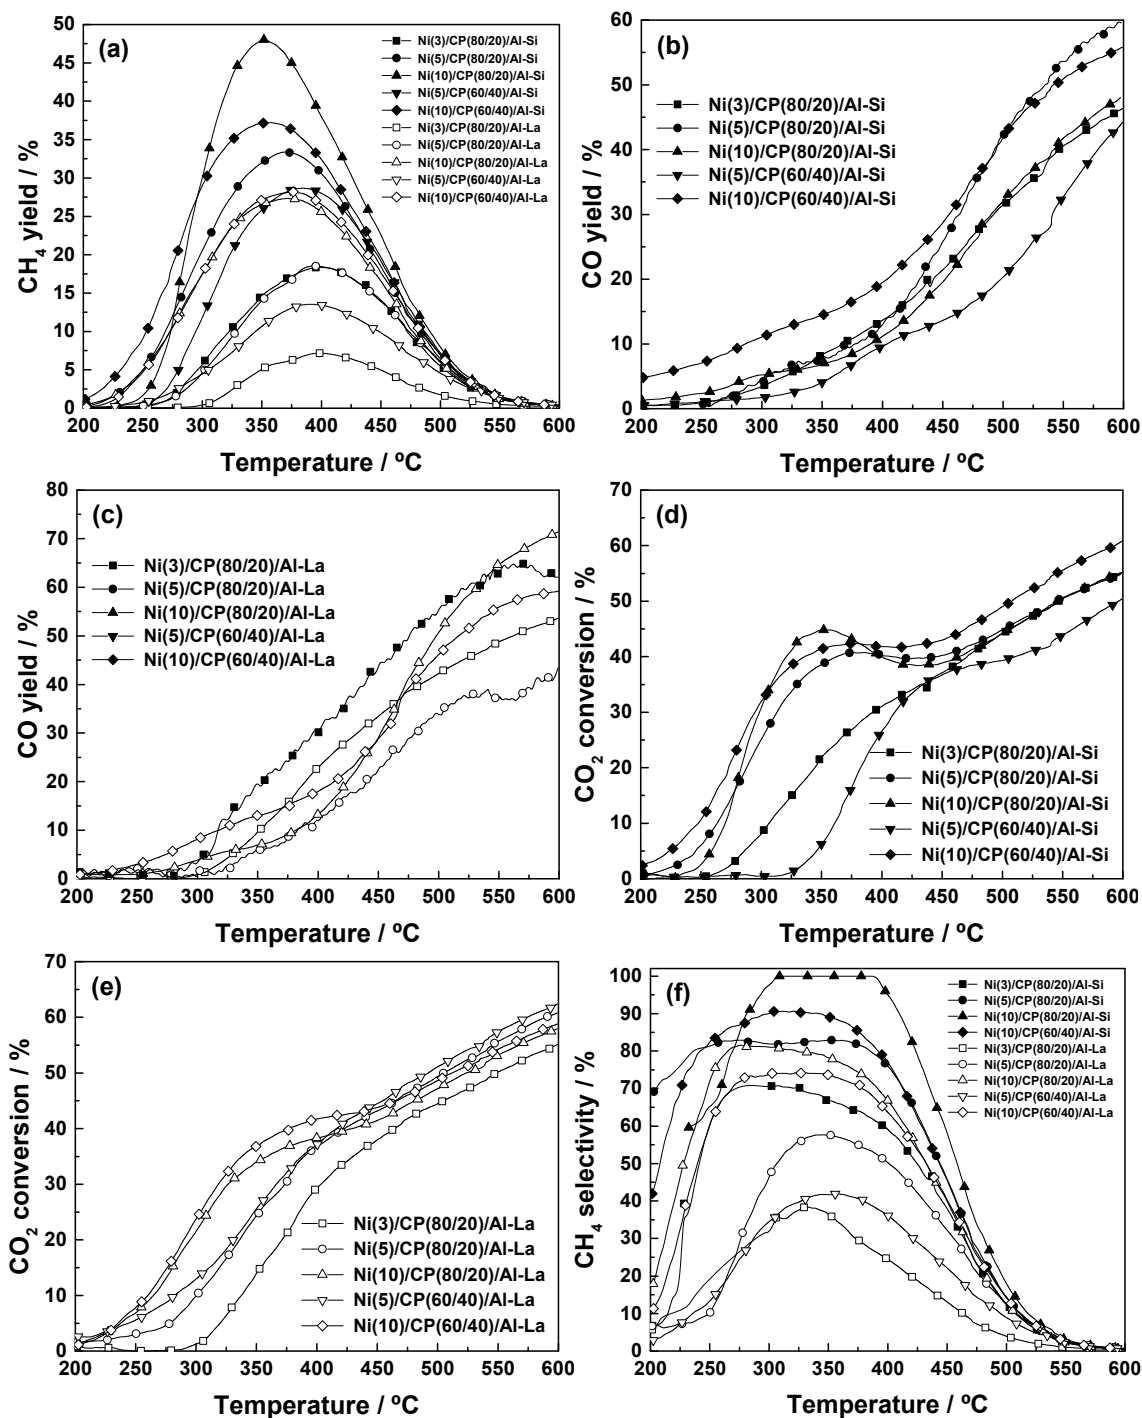 (a)
50
45
40
35
30
25
20
15
10
5
0
CH₄ yield / %
200 250 300 350 400 450 500 550 600
Temperature / ºC
Ni(3)/CP(80/20)/Al-Si
Ni(5)/CP(80/20)/Al-Si
Ni(10)/CP(80/20)/Al-Si
Ni(5)/CP(60/40)/Al-Si
Ni(10)/CP(60/40)/Al-Si
Ni(3)/CP(80/20)/Al-La
Ni(5)/CP(80/20)/Al-La
Ni(10)/CP(80/20)/Al-La
Ni(5)/CP(60/40)/Al-La
Ni(10)/CP(60/40)/Al-La
(b)
60
50
40
30
20
10
0
CO yield / %
200 250 300 350 400 450 500 550 600
Temperature / ºC
Ni(3)/CP(80/20)/Al-Si
Ni(5)/CP(80/20)/Al-Si
Ni(10)/CP(80/20)/Al-Si
Ni(5)/CP(60/40)/Al-Si
Ni(10)/CP(60/40)/Al-Si
(c)
80
70
60
50
40
30
20
10
0
CO yield / %
200 250 300 350 400 450 500 550 600
Temperature / ºC
Ni(3)/CP(80/20)/Al-La
Ni(5)/CP(80/20)/Al-La
Ni(10)/CP(80/20)/Al-La
Ni(5)/CP(60/40)/Al-La
Ni(10)/CP(60/40)/Al-La
(d)
70
60
50
40
30
20
10
0
CO₂ conversion / %
200 250 300 350 400 450 500 550 600
Temperature / ºC
Ni(3)/CP(80/20)/Al-Si
Ni(5)/CP(80/20)/Al-Si
Ni(10)/CP(80/20)/Al-Si
Ni(5)/CP(60/40)/Al-Si
Ni(10)/CP(60/40)/Al-Si
(e)
70
60
50
40
30
20
10
0
CO₂ conversion / %
200 250 300 350 400 450 500 550 600
Temperature / ºC
Ni(3)/CP(80/20)/Al-La
Ni(5)/CP(80/20)/Al-La
Ni(10)/CP(80/20)/Al-La
Ni(5)/CP(60/40)/Al-La
Ni(10)/CP(60/40)/Al-La
(f)
100
90
80
70
60
50
40
30
20
10
0
CH₄ selectivity / %
200 250 300 350 400 450 500 550 600
Temperature / ºC
Ni(3)/CP(80/20)/Al-Si
Ni(5)/CP(80/20)/Al-Si
Ni(10)/CP(80/20)/Al-Si
Ni(10)/CP(60/40)/Al-Si
Ni(3)/CP(80/20)/Al-La
Ni(5)/CP(80/20)/Al-La
Ni(10)/CP(80/20)/Al-La
Ni(5)/CP(60/40)/Al-La
Ni(10)/CP(60/40)/Al-La